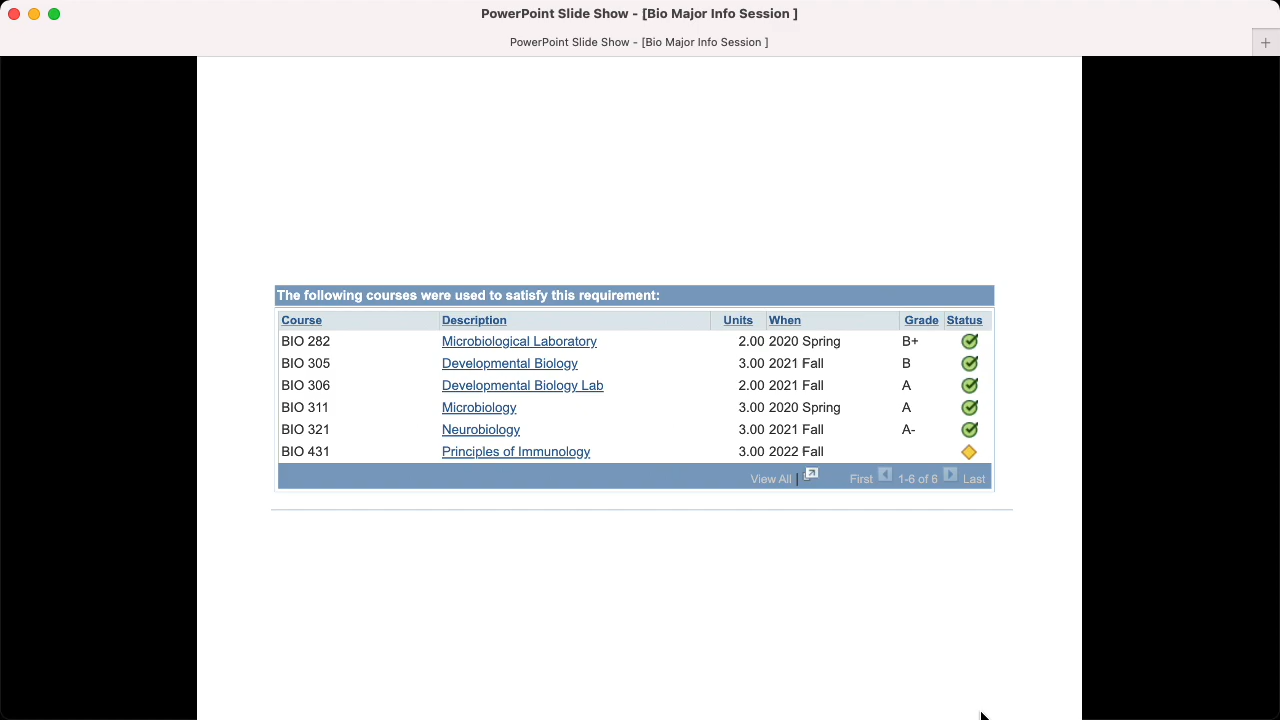 PowerPoint Slide Show - [Bio Major Info Session ]
PowerPoint Slide Show - [Bio Major Info Session ]
The following courses were used to satisfy this requirement:
Course Description Units When Grade Status
BIO 282 Microbiological Laboratory 2.00 2020 Spring B+
BIO 305 Developmental Biology 3.00 2021 Fall B
BIO 306 Developmental Biology Lab 2.00 2021 Fall A
BIO 311 Microbiology 3.00 2020 Spring A
BIO 321 Neurobiology 3.00 2021 Fall A-
BIO 431 Principles of Immunology 3.00 2022 Fall
View All | First 1-6 of 6 Last